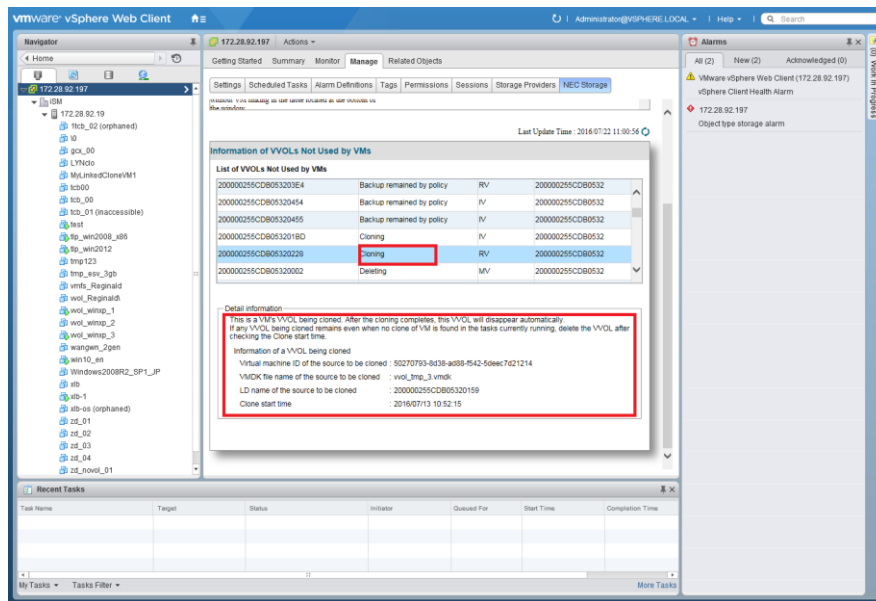 vmware® vSphere Web Client
Administrator@VSPHERE.LOCAL
Help
Search
Navigator
Home
172.28.92.197
iSM
172.28.92.19
1tcb_02 (orphaned)
\0
gcx_00
LYNclo
MyLinkedCloneVM1
tcb00
tcb_00
tcb_01 (inaccessible)
test
tlp_win2008_x86
tlp_win2012
tmp123
tmp_esv_3gb
vmfs_Reginald
vvol_Reginald\
vvol_winxp_1
vvol_winxp_2
vvol_winxp_3
wangwn_2gen
win10_en
Windows2008R2_SP1_JP
xlb
xlb-1
xlb-os (orphaned)
zd_01
zd_02
zd_03
zd_04
zd_novol_01
172.28.92.197 Actions
Getting Started Summary Monitor Manage Related Objects
Settings Scheduled Tasks Alarm Definitions Tags Permissions Sessions Storage Providers NEC Storage
the window.
Last Update Time : 2016/07/22 11:00:56
Information of VVOLs Not Used by VMs
List of VVOLs Not Used by VMs
200000255CDB053203E4 Backup remained by policy RV 200000255CDB0532
200000255CDB05320454 Backup remained by policy IV 200000255CDB0532
200000255CDB05320455 Backup remained by policy IV 200000255CDB0532
200000255CDB053201BD Cloning IV 200000255CDB0532
200000255CDB05320228 Cloning RV 200000255CDB0532
200000255CDB05320002 Deleting MV 200000255CDB0532
Detail information
This is a VM's VVOL being cloned. After the cloning completes, this VVOL will disappear automatically.
If any VVOL being cloned remains even when no clone of VM is found in the tasks currently running, delete the VVOL after
checking the Clone start time.
Information of a VVOL being cloned
Virtual machine ID of the source to be cloned : 50270793-8d38-ad88-f542-5deec7d21214
VMDK file name of the source to be cloned : vvol_tmp_3.vmdk
LD name of the source to be cloned : 200000255CDB05320159
Clone start time : 2016/07/13 10:52:15
Alarms
All (2) New (2) Acknowledged (0)
VMware vSphere Web Client (172.28.92.197)
vSphere Client Health Alarm
172.28.92.197
Object type storage alarm
(0) Work In Progress
Recent Tasks
Task Name Target Status Initiator Queued For Start Time Completion Time
My Tasks Tasks Filter More Tasks